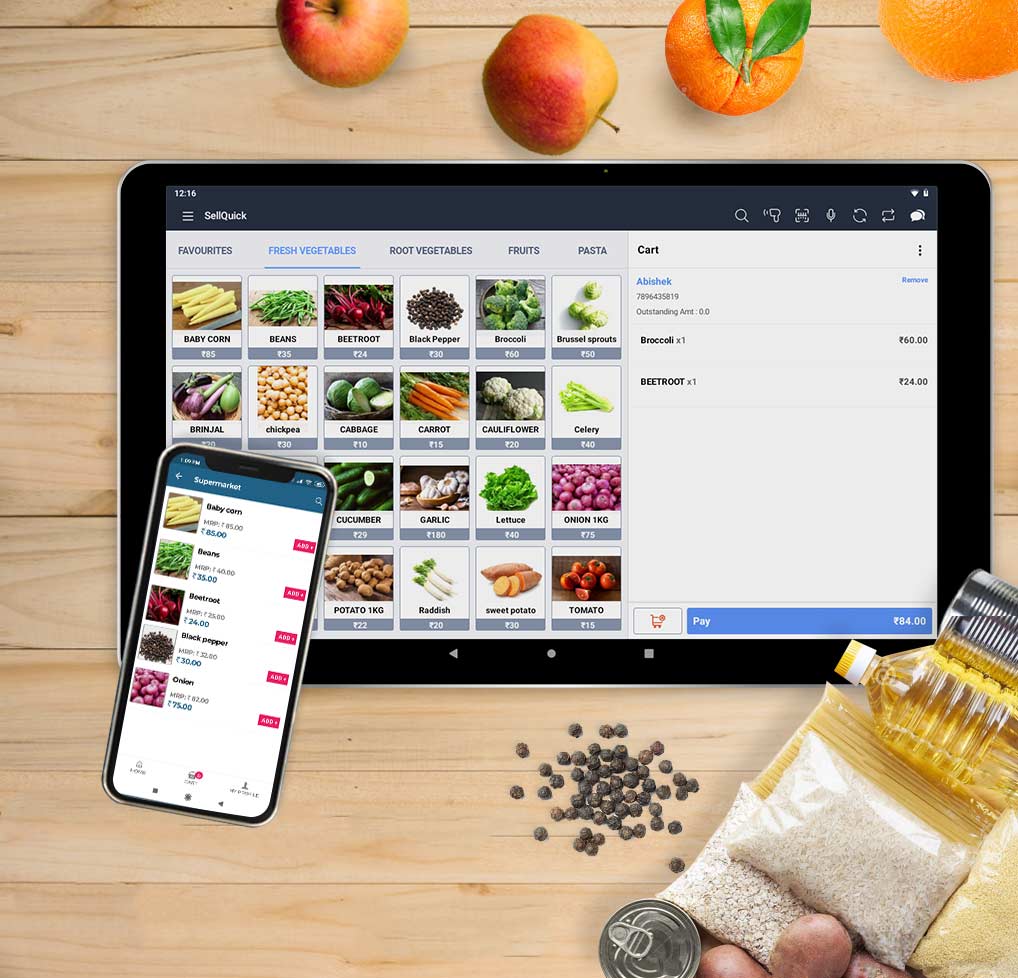 12:16
SellQuick
FAVOURITES FRESH VEGETABLES ROOT VEGETABLES FRUITS PASTA
BABY CORN BEANS BEETROOT Black Pepper Broccoli Brussel sprouts
₹85 ₹35 ₹24 ₹30 ₹60 ₹50
BRINJAL chickpea CABBAGE CARROT CAULIFLOWER Celery
₹20 ₹30 ₹10 ₹15 ₹20 ₹40
CUCUMBER GARLIC Lettuce ONION 1KG
₹29 ₹180 ₹40 ₹75
POTATO 1KG Raddish sweet potato TOMATO
₹22 ₹20 ₹30 ₹15
Cart
Abishek Remove
7896435819
Outstanding Amt : 0.0
Broccoli x1 ₹60.00
BEETROOT x1 ₹24.00
Pay ₹84.00
1:09 PM
Supermarket
Baby corn
MRP: ₹ 85.00
₹ 85.00
ADD +
Beans
MRP: ₹ 40.00
₹ 35.00
ADD +
Beetroot
MRP: ₹ 25.00
₹ 24.00
ADD +
Black pepper
MRP: ₹ 32.00
₹ 30.00
ADD +
Onion
MRP: ₹ 82.00
₹ 75.00
ADD +
HOME CART MY PROFILE